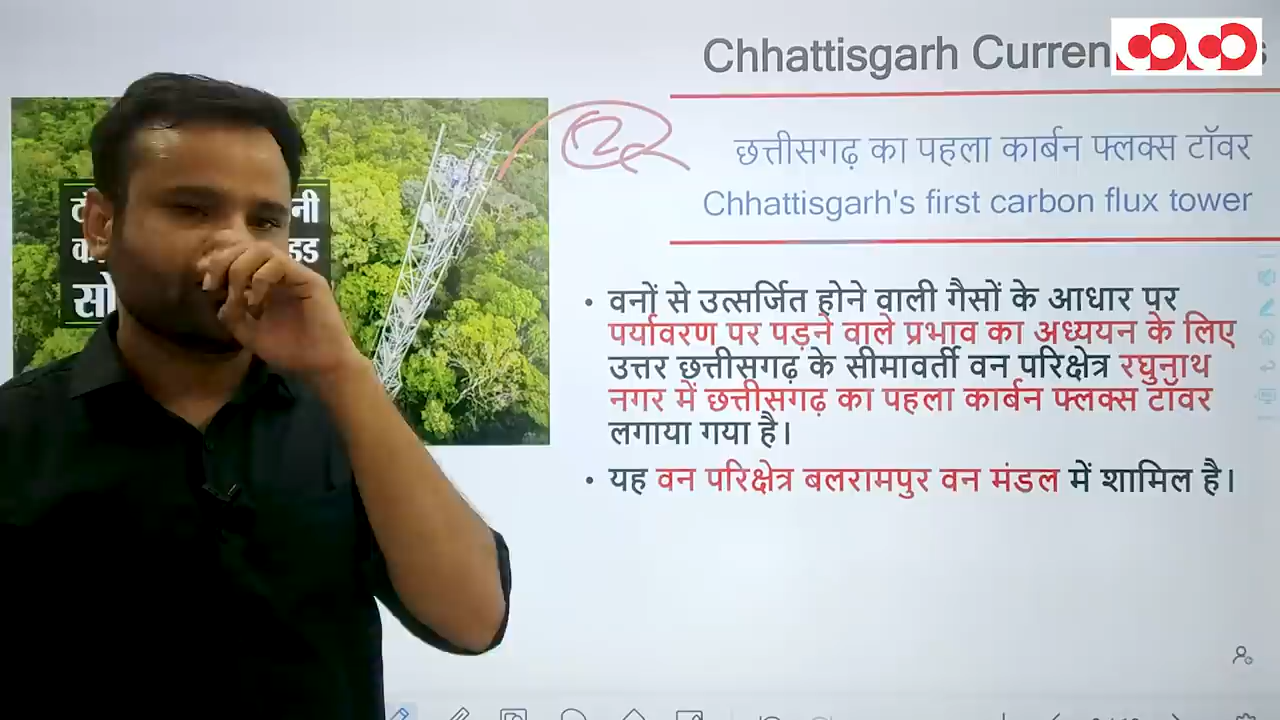 Chhattisgarh Curren
छत्तीसगढ़ का पहला कार्बन फ्लक्स टॉवर
Chhattisgarh's first carbon flux tower
• वनों से उत्सर्जित होने वाली गैसों के आधार पर
पर्यावरण पर पड़ने वाले प्रभाव का अध्ययन के लिए
उत्तर छत्तीसगढ़ के सीमावर्ती वन परिक्षेत्र रघुनाथ
नगर में छत्तीसगढ़ का पहला कार्बन फ्लक्स टावर
लगाया गया है।
• यह वन परिक्षेत्र बलरामपुर वन मंडल में शामिल है।